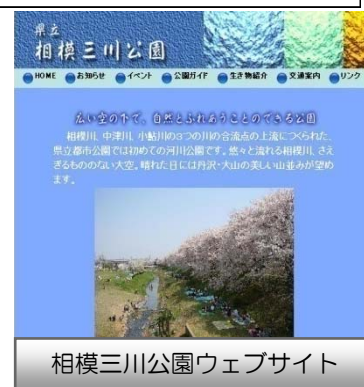 県立
相模三川公園
HOME お知らせ イベント 公園ガイド 生き物紹介 交通案内 リンク
広い空の下で、自然とふれあうことのできる公園
相模川、中津川、小鮎川の3つの川の合流点の上流につくられた、
県立都市公園では初めての河川公園です。悠々と流れる相模川、さえ
ぎるもののない大空。晴れた日には丹沢・大山の美しい山並みが望め
ます。
相模三川公園ウェブサイト